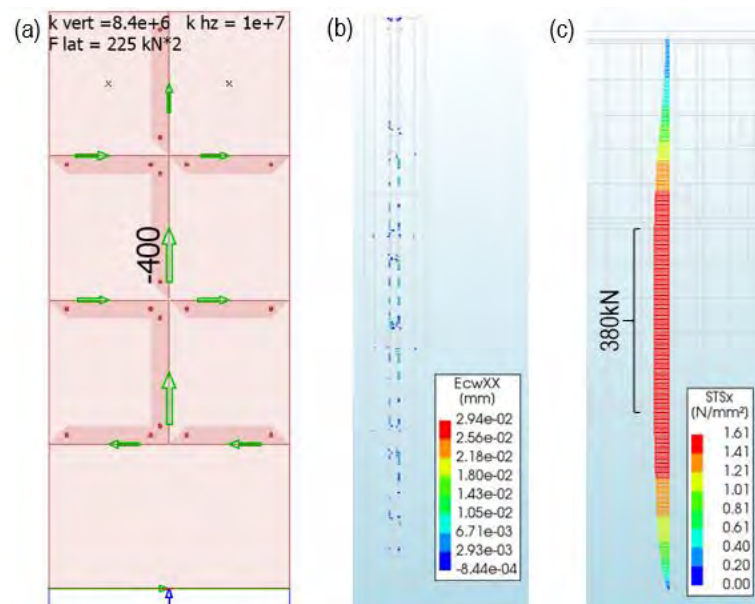 (a)
k vert =8.4e+6 k hz = 1e+7
F lat = 225 kN*2
x x
-400
(b)
EcwXX
(mm)
2.94e-02
2.56e-02
2.18e-02
1.80e-02
1.43e-02
1.05e-02
6.71e-03
2.93e-03
-8.44e-04
(c)
380kN
STSx
(N/mm²)
1.61
1.41
1.21
1.01
0.81
0.61
0.40
0.20
0.00